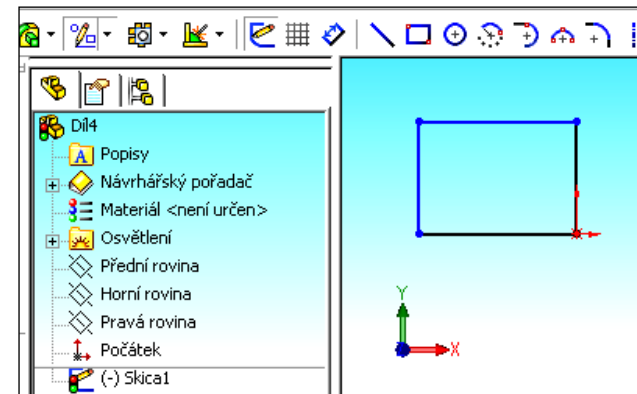 Díl4
A Popisy
Návrhářský pořadač
Materiál <není určen>
Osvětlení
Přední rovina
Horní rovina
Pravá rovina
Počátek
(-) Skica1
Y
X